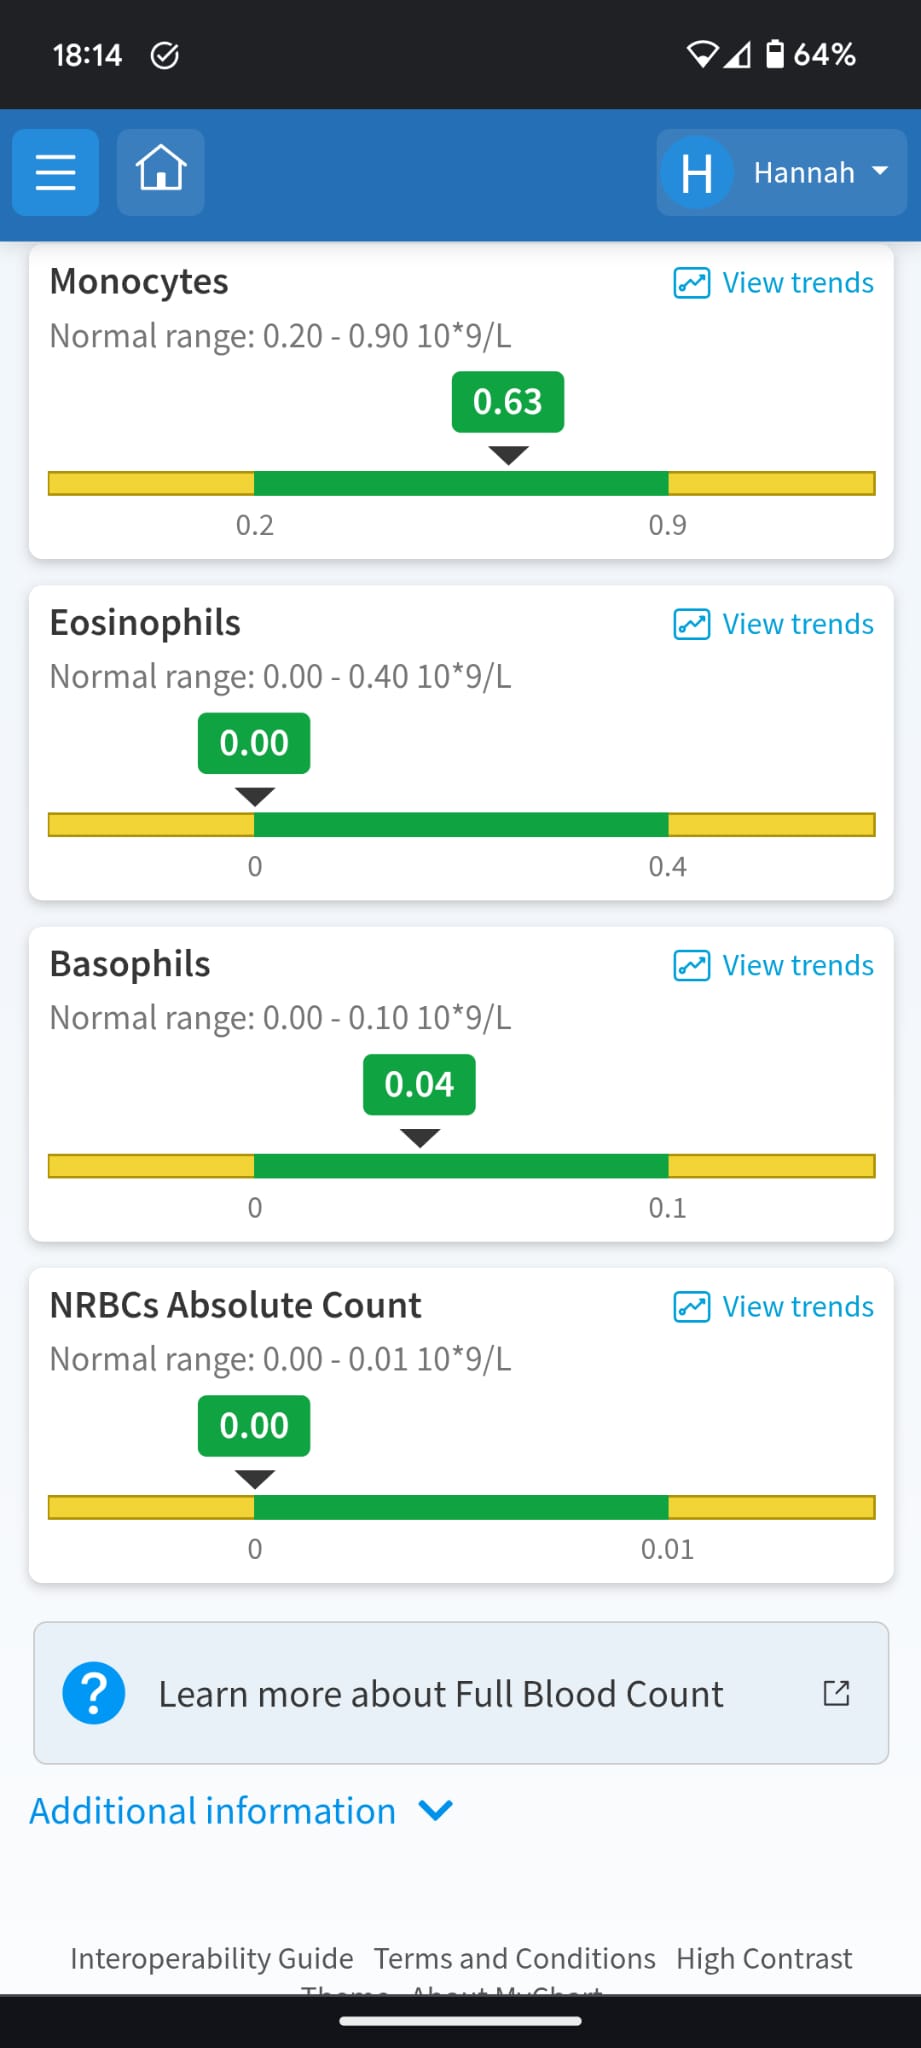 18:14 64%
H Hannah
Monocytes View trends
Normal range: 0.20 - 0.90 10*9/L
0.63
0.2 0.9
Eosinophils View trends
Normal range: 0.00 - 0.40 10*9/L
0.00
0 0.4
Basophils View trends
Normal range: 0.00 - 0.10 10*9/L
0.04
0 0.1
NRBCs Absolute Count View trends
Normal range: 0.00 - 0.01 10*9/L
0.00
0 0.01
? Learn more about Full Blood Count
Additional information
Interoperability Guide Terms and Conditions High Contrast
Theme About MyChart